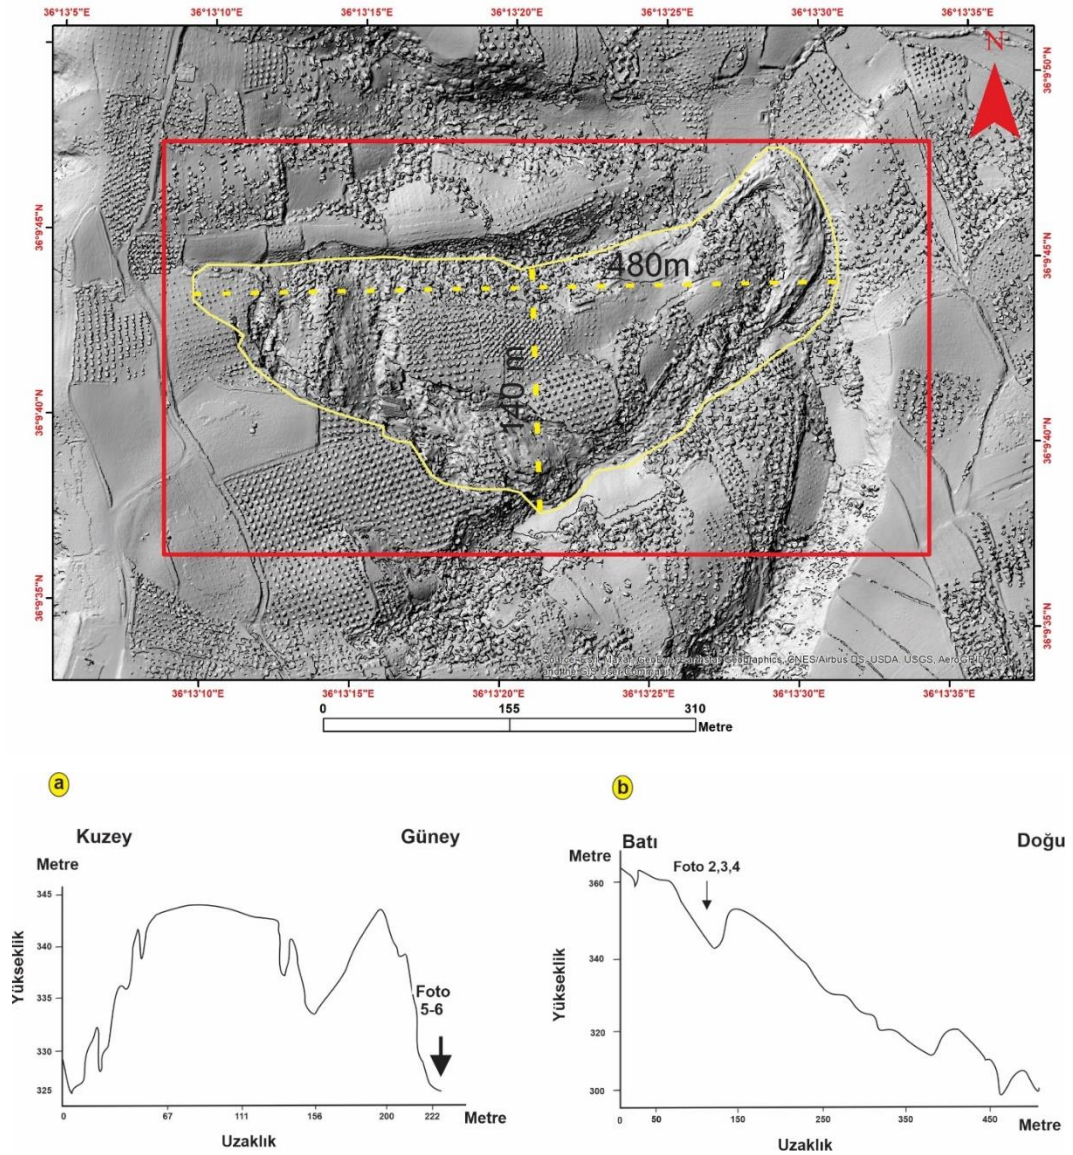 36°13'5"E 36°13'10"E 36°13'15"E 36°13'20"E 36°13'25"E 36°13'30"E 36°13'35"E
N
36°9'50"N
36°9'45"N
36°9'45"N
480m
140 m
36°9'40"N
36°9'40"N
36°9'35"N
36°9'35"N
36°13'0"E 36°13'15"E 36°13'20"E 36°13'25"E 36°13'30"E 36°13'35"E
0 155 310
Metre
a
Kuzey Güney
Metre
345
340
335
330
325
Yükseklik
Foto
5-6
0 67 111 156 200 222 Metre
Uzaklık
b
Batı Doğu
Metre
360
340
320
300
Yükseklik
Foto 2,3,4
0 50 150 250 350 450
Metre
Uzaklık